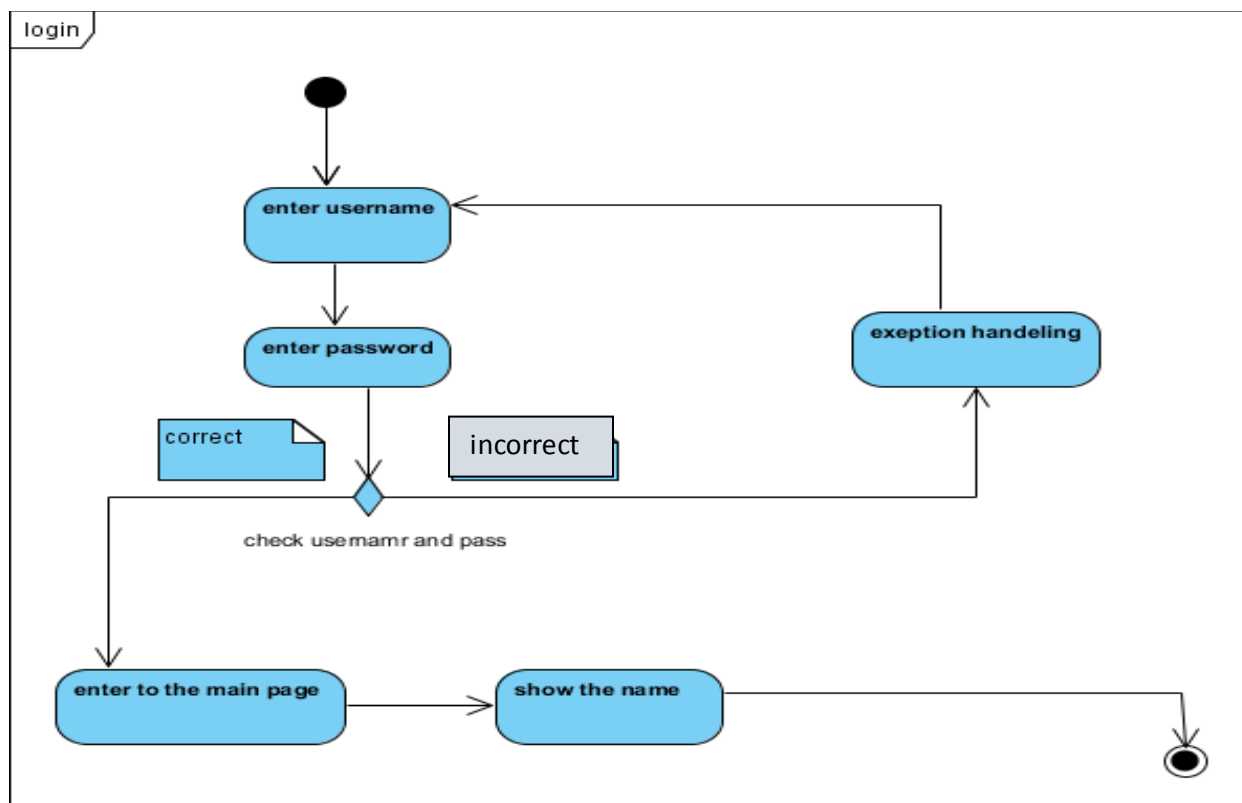 login
enter username
enter password
exeption handeling
correct
incorrect
check usernamr and pass
enter to the main page
show the name